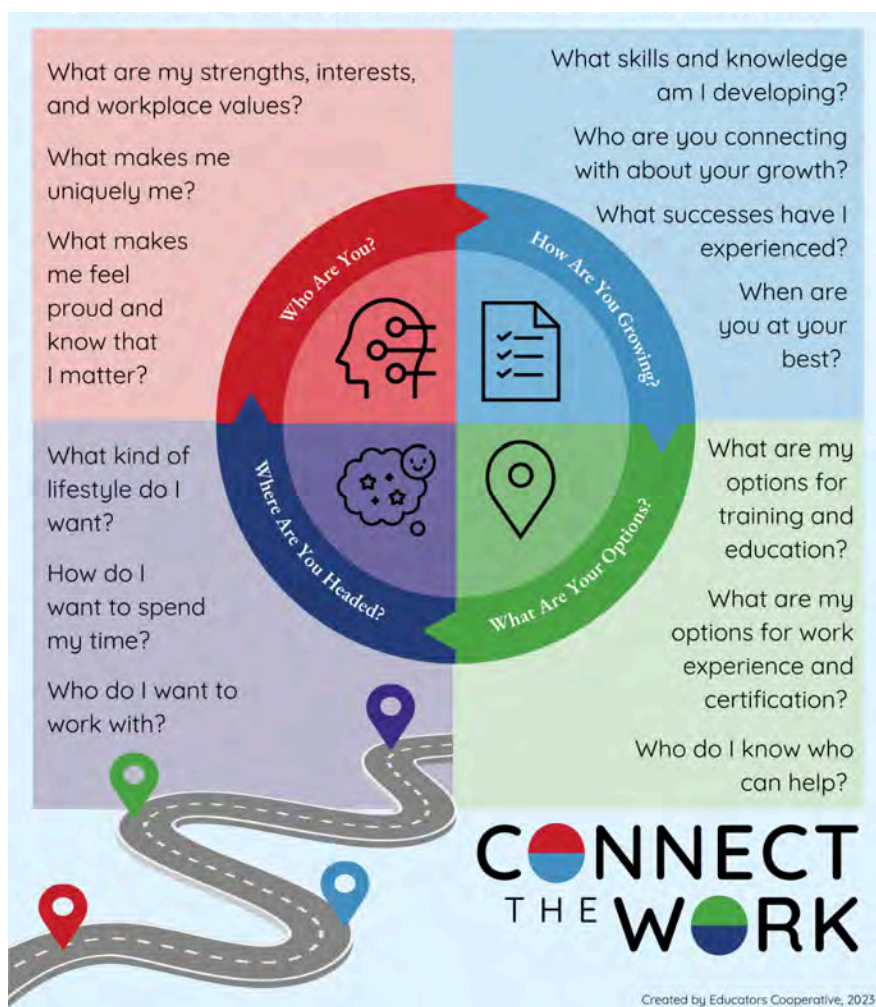 What are my strengths, interests,
and workplace values?
What makes me
uniquely me?
What makes
me feel
proud and
know that
I matter?
What skills and knowledge
am I developing?
Who are you connecting
with about your growth?
What successes have I
experienced?
When are
you at your
best?
Who Are You?
How Are You Growing?
What kind of
lifestyle do I
want?
How do I
want to spend
my time?
Who do I want to
work with?
Where Are You Headed?
What Are Your Options?
What are my
options for
training and
education?
What are my
options for work
experience and
certification?
Who do I know who
can help?
CONNECT
THE WORK
Created by Educators Cooperative, 2023